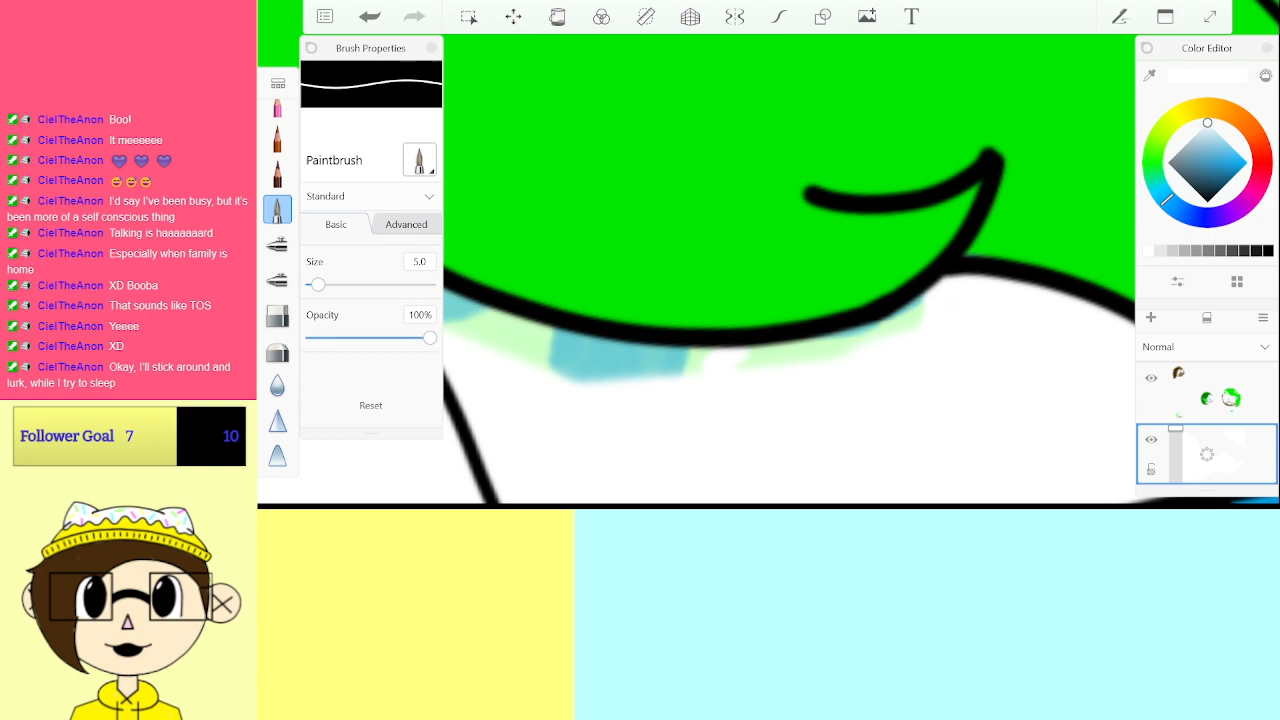 CielTheAnon Boo!
CielTheAnon It meeeeee
CielTheAnon
CielTheAnon
CielTheAnon I'd say I've been busy, but it's
been more of a self conscious thing
CielTheAnon Talking is haaaaaard
CielTheAnon Especially when family is
home
CielTheAnon XD Booba
CielTheAnon That sounds like TOS
CielTheAnon Yeeee
CielTheAnon XD
CielTheAnon Okay, I'll stick around and
lurk, while I try to sleep
Follower Goal 7 10
T
Brush Properties
Paintbrush
Standard
Basic Advanced
Size 5.0
Opacity 100%
Reset
Color Editor
Normal